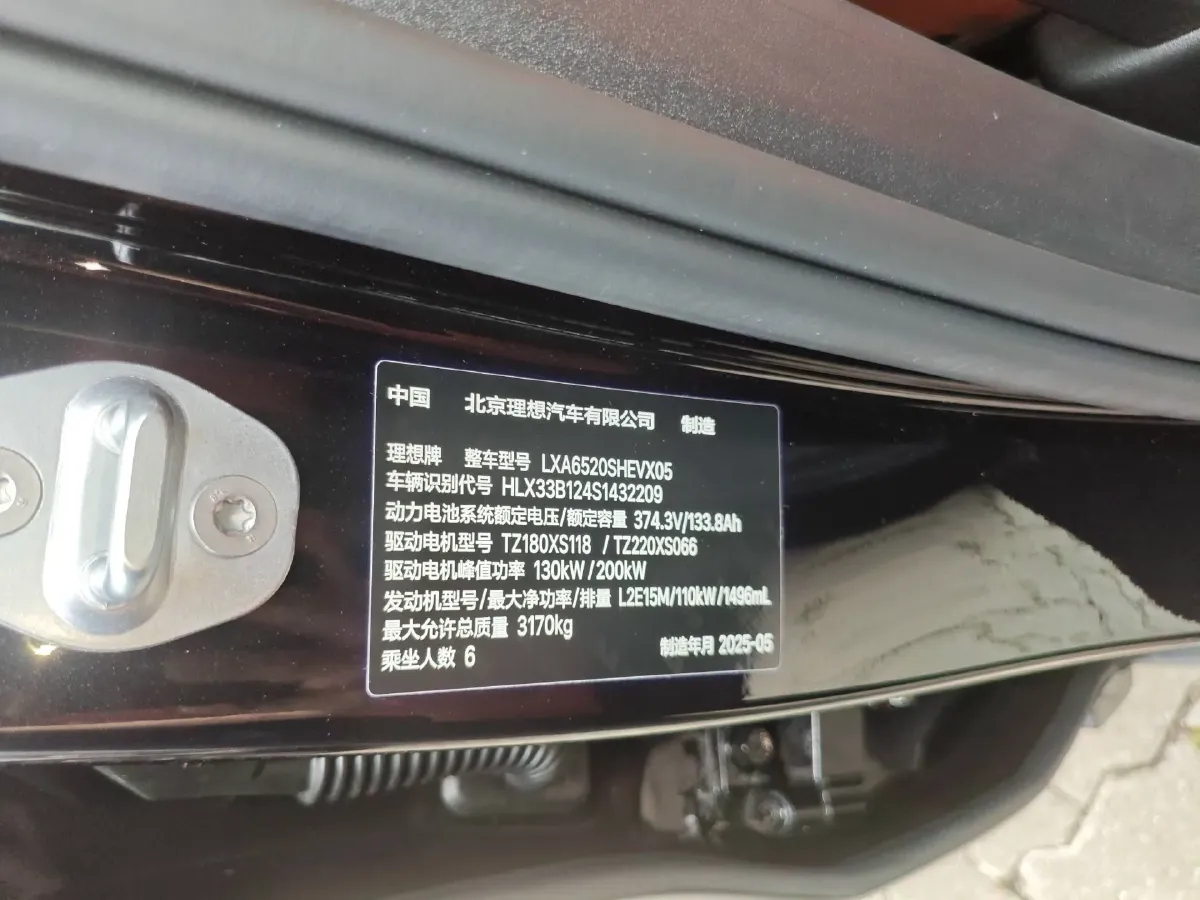 中国 北京理想汽车有限公司 制造
理想牌 整车型号 LXA6520SHEVX05
车辆识别代号 HLX33B124S1432209
动力电池系统额定电压/额定容量 374.3V/133.8Ah
驱动电机型号 TZ180XS118 / TZ220XS066
驱动电机峰值功率 130kW / 200kW
发动机型号/最大净功率/排量 L2E15M/110kW/1496mL
最大允许总质量 3170kg
乘坐人数 6 制造年月 2025-05